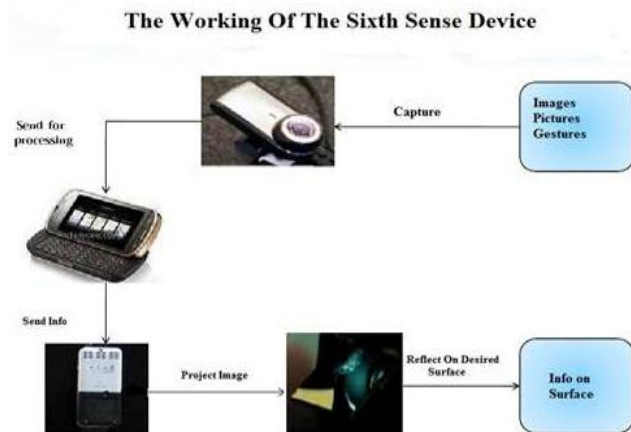 The Working Of The Sixth Sense Device
Images
Pictures
Gestures
Capture
Send for
processing
Send Info
Project Image
Reflect On Desired
Surface
Info on
Surface